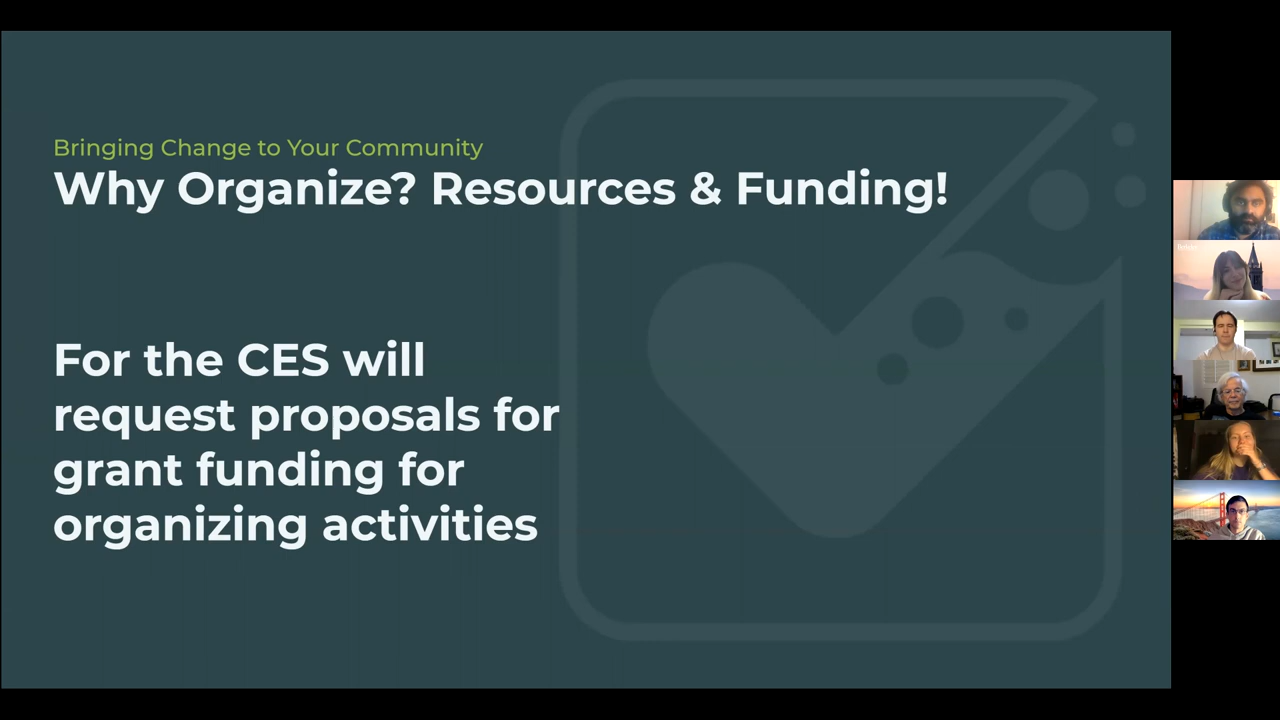 Bringing Change to Your Community
Why Organize? Resources & Funding!
For the CES will
request proposals for
grant funding for
organizing activities